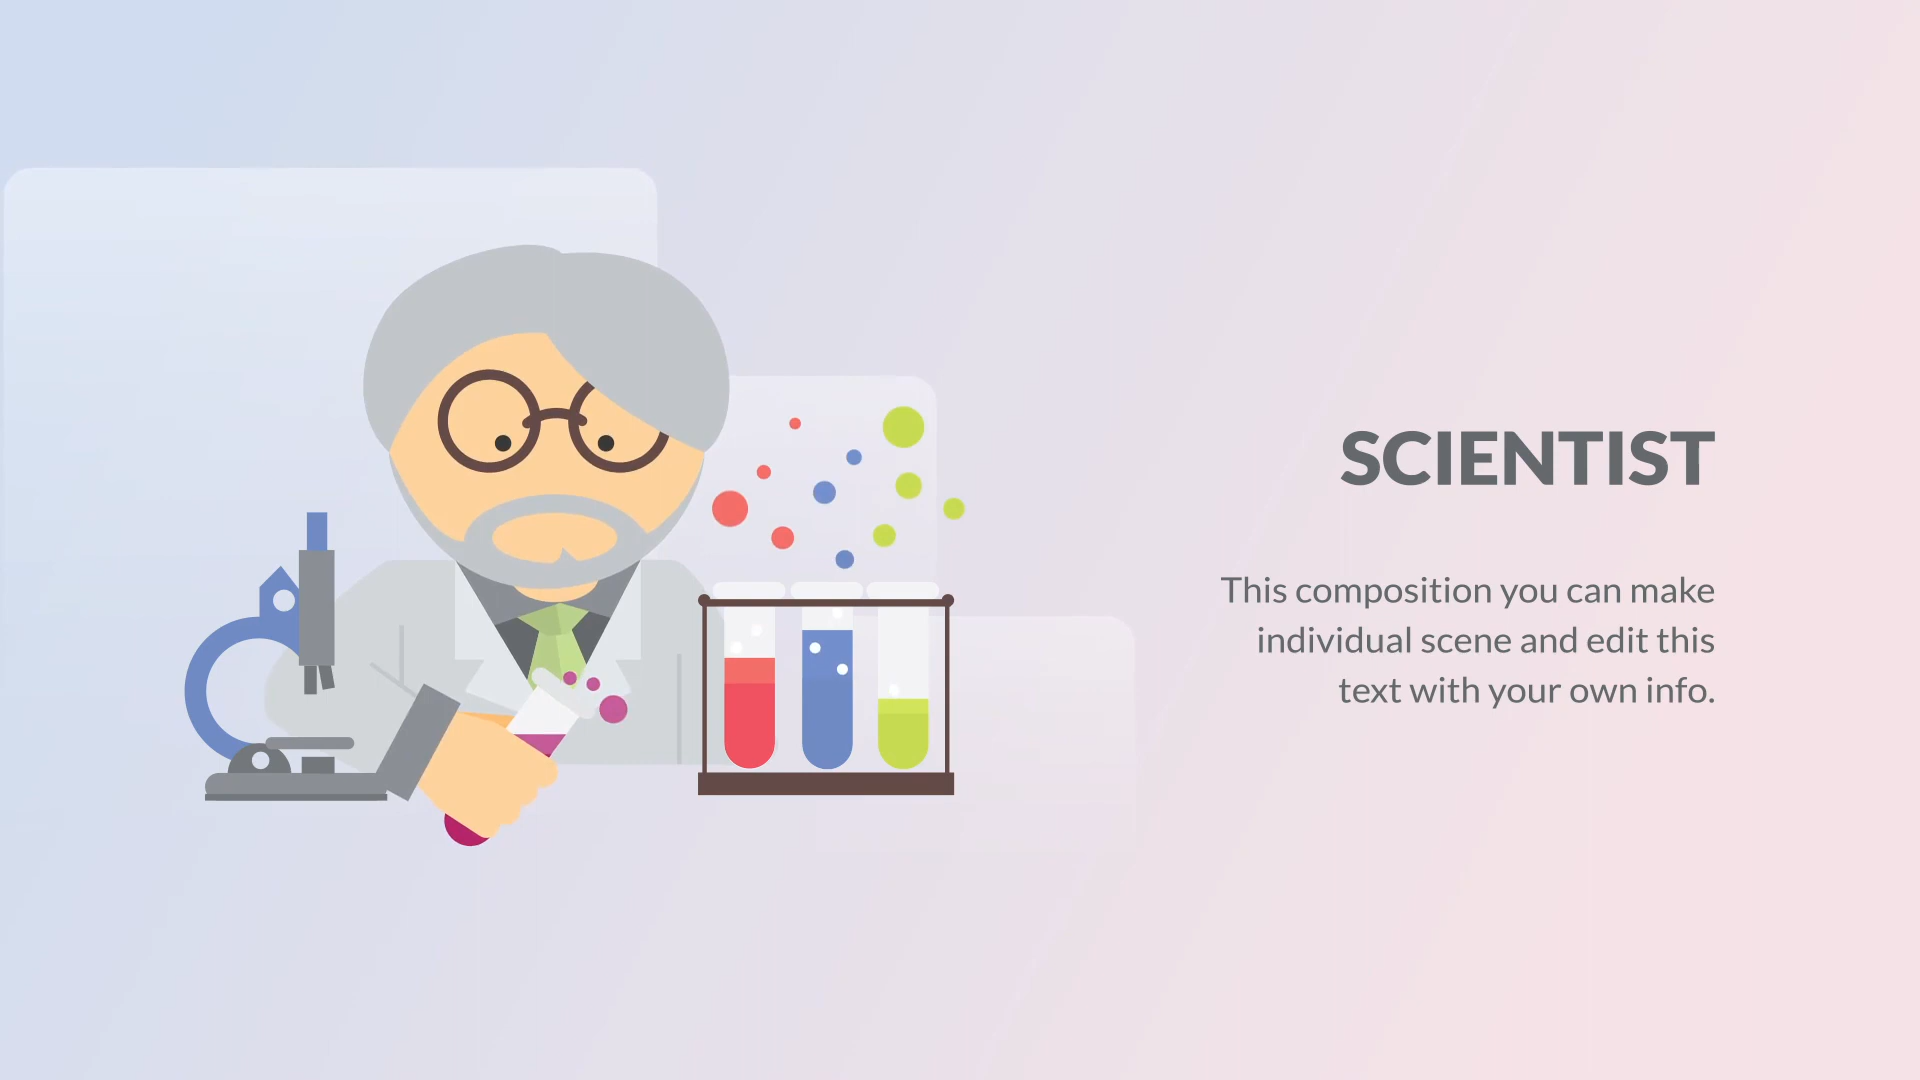 SCIENTIST
This composition you can make
individual scene and edit this
text with your own info.